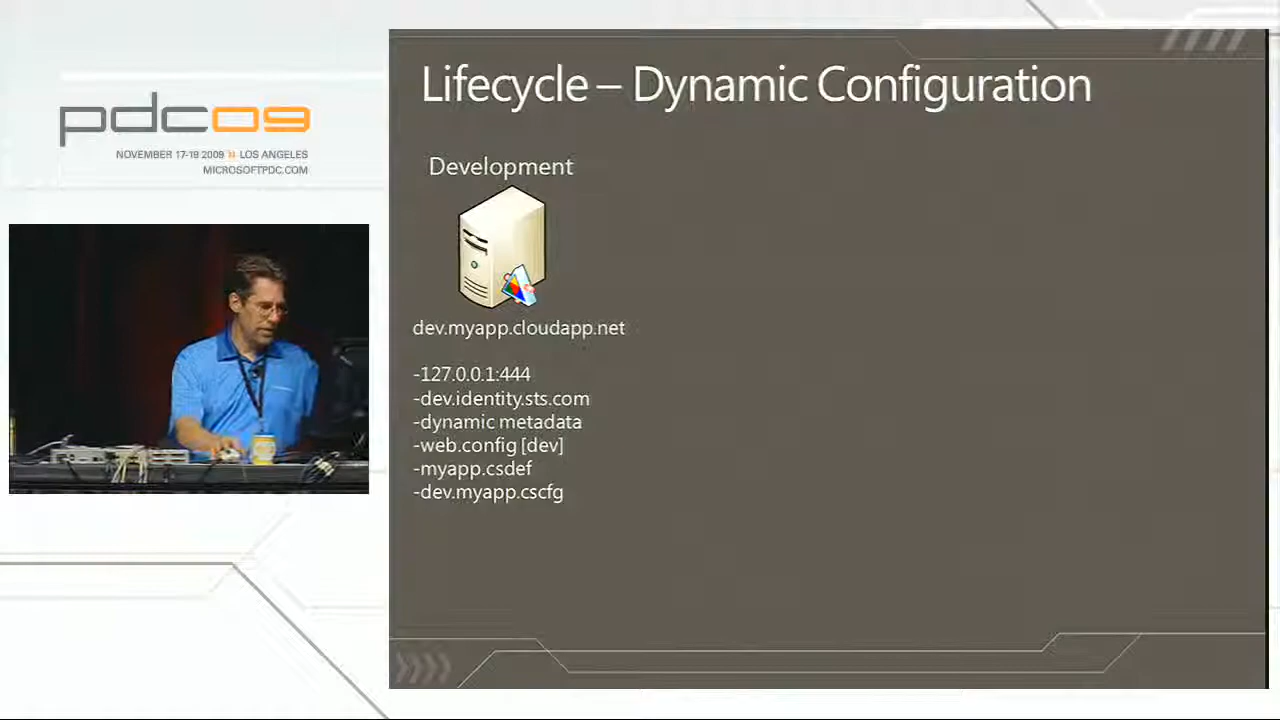 pdc09
NOVEMBER 17-19 2009 LOS ANGELES
MICROSOFTPDC.COM
Lifecycle – Dynamic Configuration
Development
dev.myapp.cloudapp.net
-127.0.0.1:444
-dev.identity.sts.com
-dynamic metadata
-web.config [dev]
-myapp.csdef
-dev.myapp.cscfg